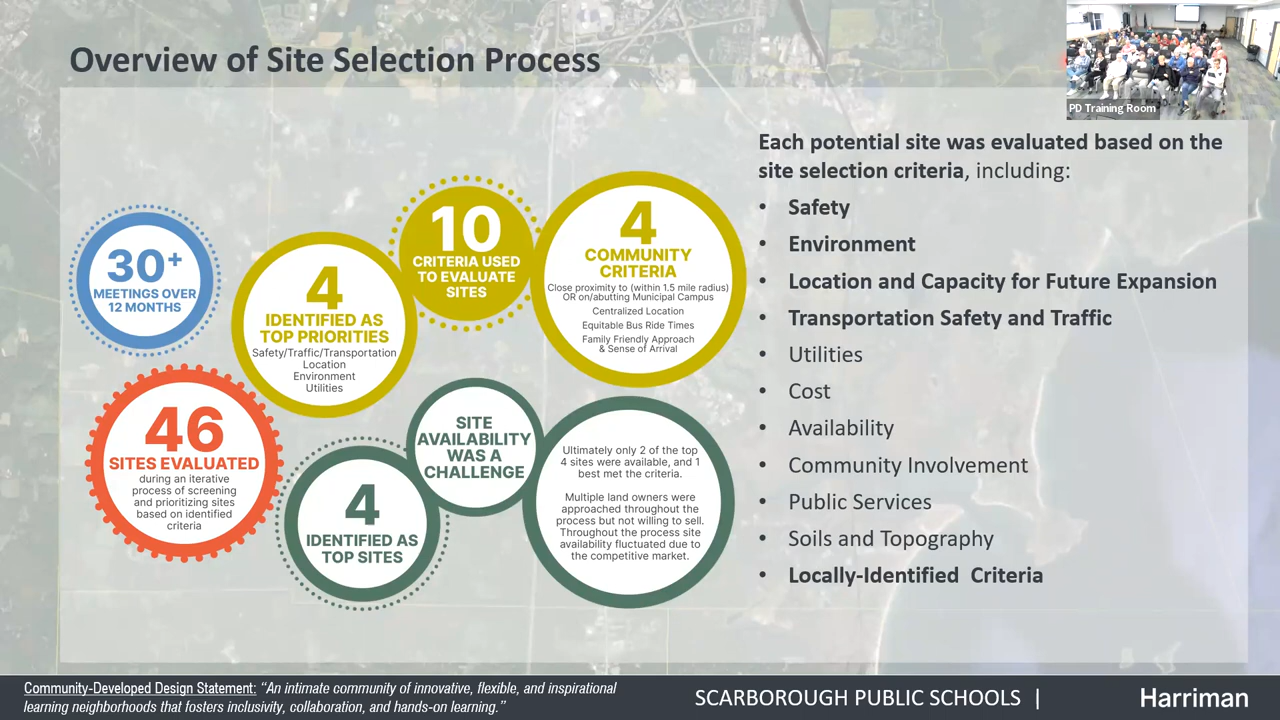 Overview of Site Selection Process
PD Training Room
30+
MEETINGS OVER
12 MONTHS
4
IDENTIFIED AS
TOP PRIORITIES
Safety/Traffic/Transportation
Location
Environment
Utilities
10
CRITERIA USED
TO EVALUATE
SITES
4
COMMUNITY
CRITERIA
Close proximity to (within 1.5 mile radius)
OR on/abutting Municipal Campus
Centralized Location
Equitable Bus Ride Times
Family Friendly Approach
& Sense of Arrival
46
SITES EVALUATED
during an iterative
process of screening
and prioritizing sites
based on identified
criteria
4
IDENTIFIED AS
TOP SITES
SITE
AVAILABILITY
WAS A
CHALLENGE
Ultimately only 2 of the top
4 sites were available, and 1
best met the criteria.
Multiple land owners were
approached throughout the
process but not willing to sell.
Throughout the process site
availability fluctuated due to
the competitive market.
Each potential site was evaluated based on the
site selection criteria, including:
• Safety
• Environment
• Location and Capacity for Future Expansion
• Transportation Safety and Traffic
• Utilities
• Cost
• Availability
• Community Involvement
• Public Services
• Soils and Topography
• Locally-Identified Criteria
Community-Developed Design Statement: “An intimate community of innovative, flexible, and inspirational
learning neighborhoods that fosters inclusivity, collaboration, and hands-on learning.”
SCARBOROUGH PUBLIC SCHOOLS |
Harriman